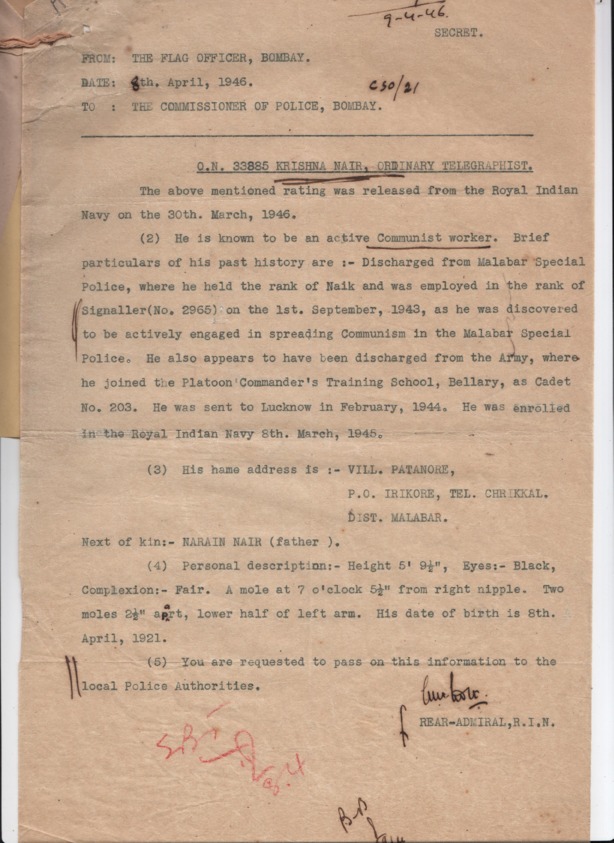 9-4-46.
SECRET.
FROM: THE FLAG OFFICER, BOMBAY.
DATE: 8th. April, 1946.
CSO/21
TO : THE COMMISSIONER OF POLICE, BOMBAY.
O.N. 33885 KRISHNA NAIR, ORDINARY TELEGRAPHIST.
The above mentioned rating was released from the Royal Indian
Navy on the 30th. March, 1946.
(2) He is known to be an active Communist worker. Brief
particulars of his past history are :- Discharged from Malabar Special
Police, where he held the rank of Naik and was employed in the rank of
Signaller(No. 2965) on the 1st. September, 1943, as he was discovered
to be actively engaged in spreading Communism in the Malabar Special
Police. He also appears to have been discharged from the Army, where
he joined the Platoon Commander's Training School, Bellary, as Cadet
No. 203. He was sent to Lucknow in February, 1944. He was enrolled
in the Royal Indian Navy 8th. March, 1945.
(3) His hame address is :- VILL. PATANORE,
P.O. IRIKORE, TEL. CHRIKKAL.
DIST. MALABAR.
Next of kin:- NARAIN NAIR (father ).
(4) Personal description:- Height 5' 9½", Eyes:- Black,
Complexion:- Fair. A mole at 7 o'clock 5½" from right nipple. Two
moles 2½" apart, lower half of left arm. His date of birth is 8th.
April, 1921.
(5) You are requested to pass on this information to the
local Police Authorities.
REAR-ADMIRAL,R.I.N.
S.B. I